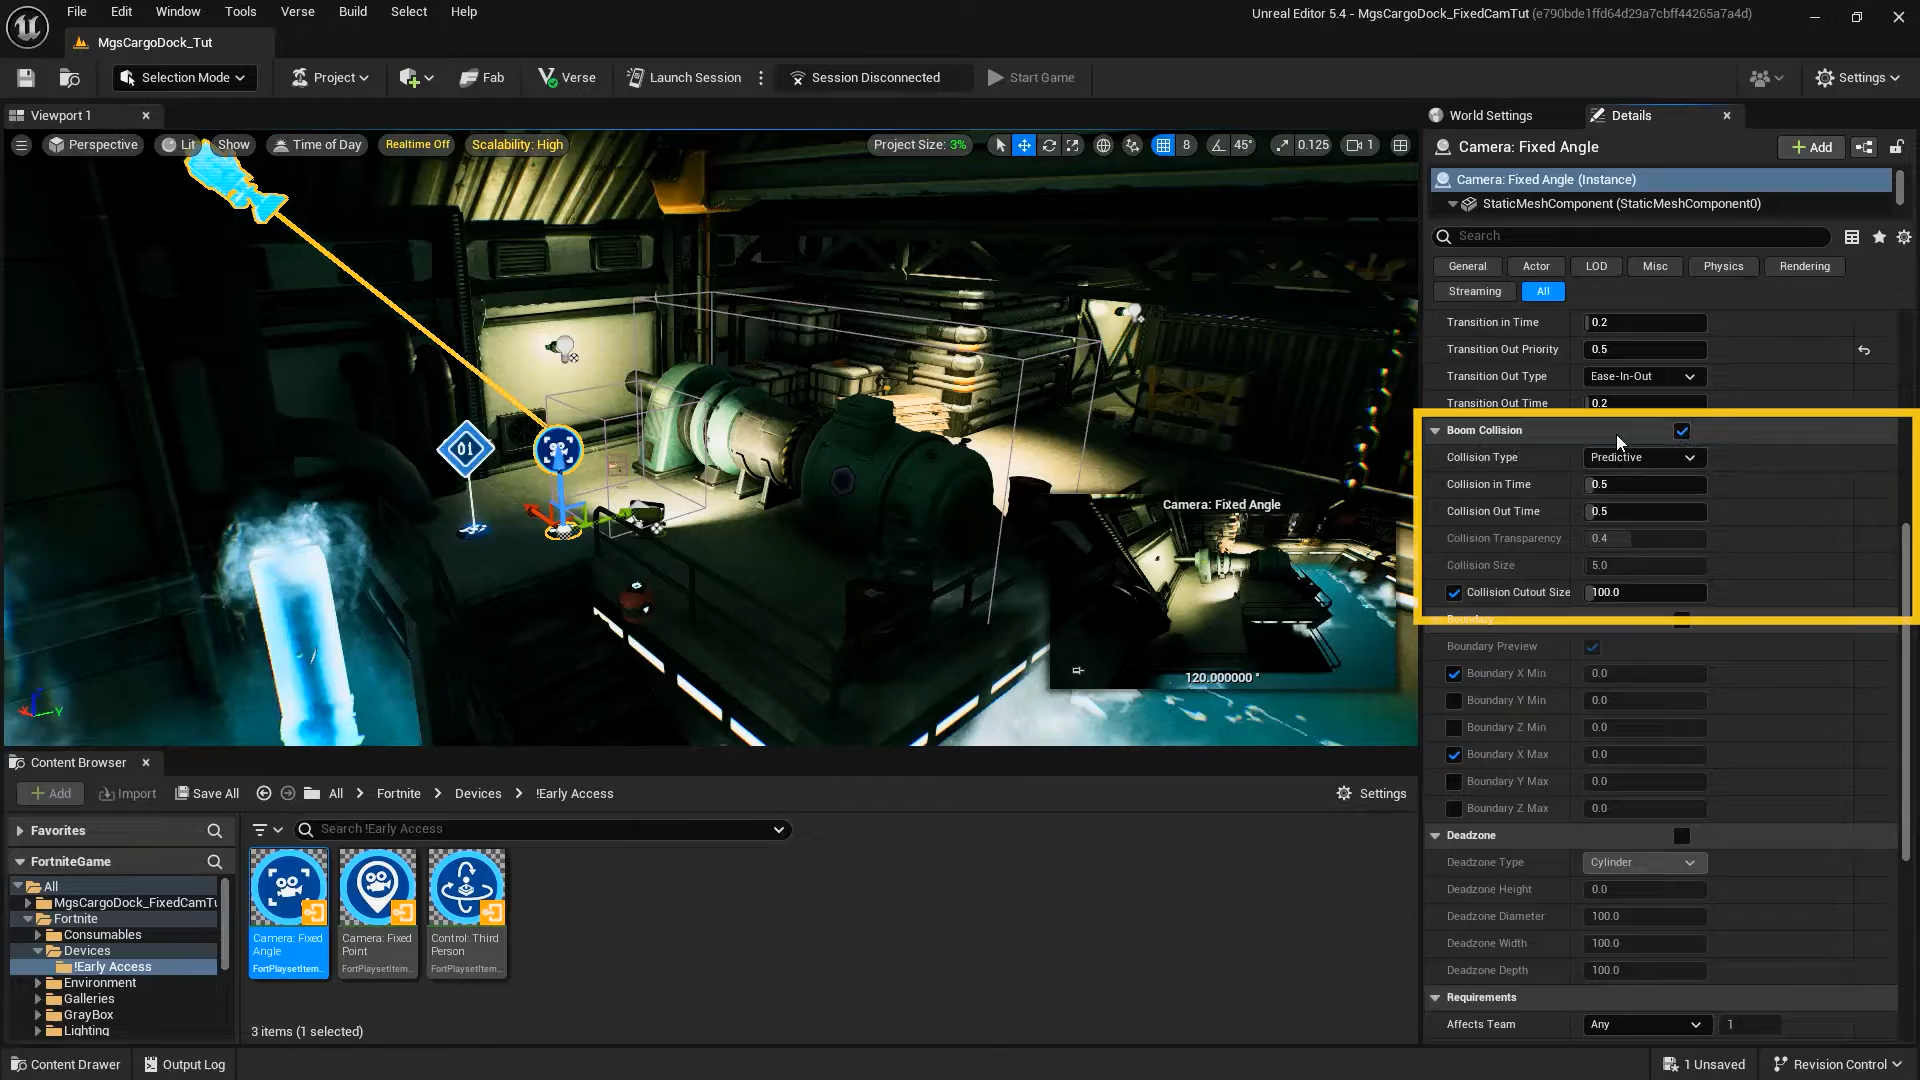 File Edit Window Tools Verse Build Select Help
Unreal Editor 5.4 - MgsCargoDock_FixedCamTut (e790bde1ffd64d29a7cbff44265a7a4d)
MgsCargoDock_Tut
Selection Mode Project Fab Verse Launch Session Session Disconnected Start Game Settings
Viewport 1
World Settings Details
Perspective Lit Show Time of Day Realtime Off Scalability: High Project Size: 3% 8 45° 0.125 1
Camera: Fixed Angle
Add
Camera: Fixed Angle (Instance)
StaticMeshComponent (StaticMeshComponent0)
Search
General Actor LOD Misc Physics Rendering
Streaming All
Transition in Time 0.2
Transition Out Priority 0.5
Transition Out Type Ease-In-Out
Transition Out Time 0.2
Boom Collision
Collision Type Predictive
Collision in Time 0.5
Collision Out Time 0.5
Collision Transparency 0.4
Collision Size 5.0
Collision Cutout Size 100.0
Boundary
Boundary Preview
Boundary X Min 0.0
Boundary Y Min 0.0
Boundary Z Min 0.0
Boundary X Max 0.0
Boundary Y Max 0.0
Boundary Z Max 0.0
Deadzone
Deadzone Type Cylinder
Deadzone Height 0.0
Deadzone Diameter 100.0
Deadzone Width 100.0
Deadzone Depth 100.0
Requirements
Affects Team Any 1
01
Camera: Fixed Angle
120.000000 °
X Y
Content Browser
Add Import Save All All Fortnite Devices !Early Access Settings
Favorites
Search !Early Access
FortniteGame
All
MgsCargoDock_FixedCamTu
Fortnite
Consumables
Devices
!Early Access
Environment
Galleries
GrayBox
Lighting
Camera: Fixed Angle
FortPlaysetItem...
Camera: Fixed Point
FortPlaysetItem...
Control: Third Person
FortPlaysetItem...
3 items (1 selected)
Content Drawer Output Log 1 Unsaved Revision Control